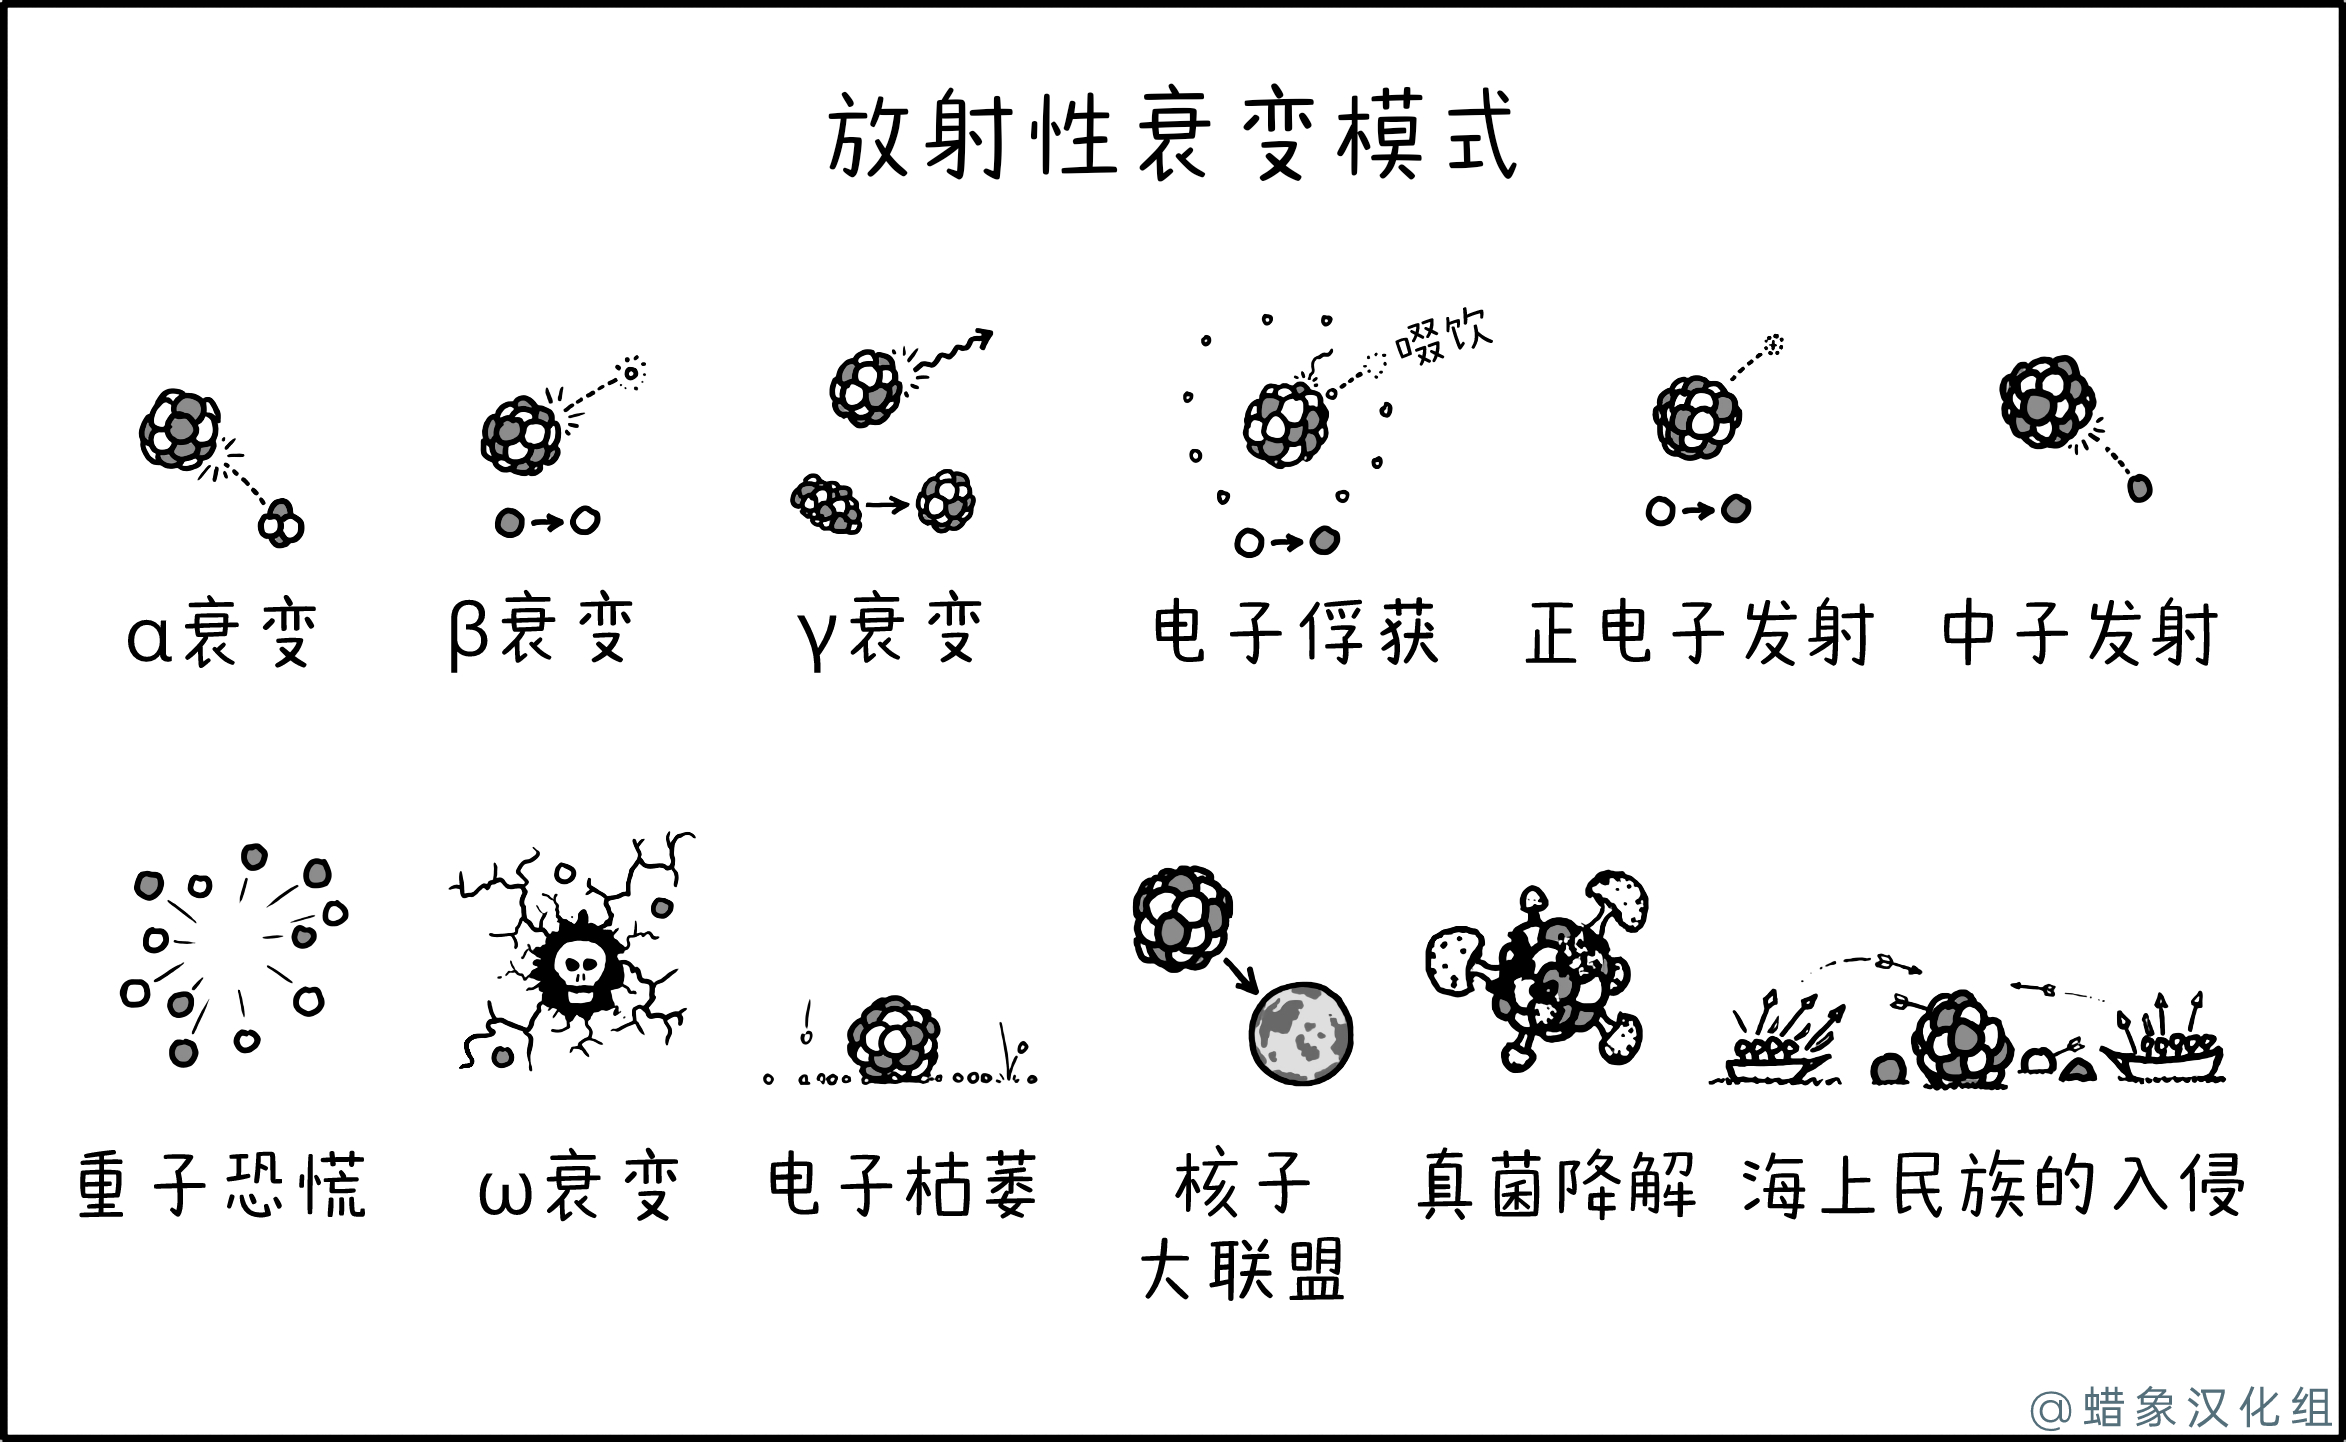 放射性衰变模式
啜饮
α衰变
β衰变
γ衰变
电子俘获
正电子发射
中子发射
重子恐慌
ω衰变
电子枯萎
核子
大联盟
真菌降解
海上民族的入侵
@蜡象汉化组